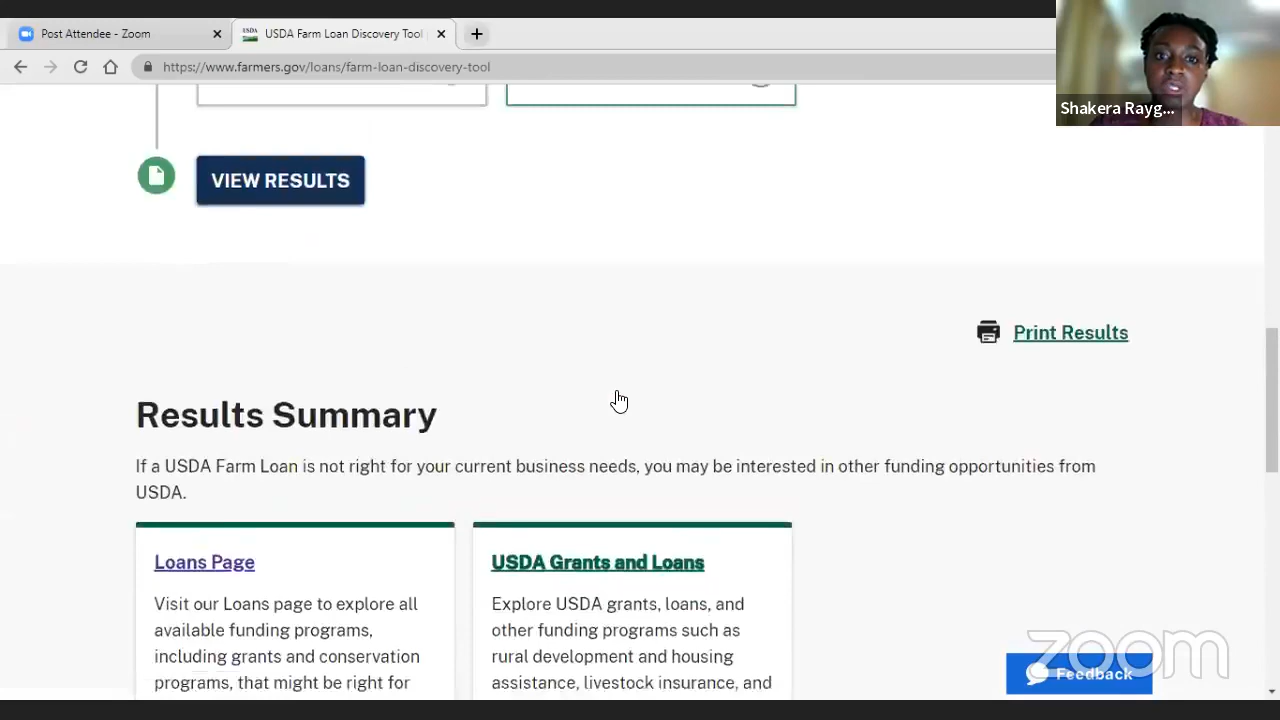 Post Attendee - Zoom
USDA Farm Loan Discovery Tool
https://www.farmers.gov/loans/farm-loan-discovery-tool
Shakera Rayg...
VIEW RESULTS
Print Results
Results Summary
If a USDA Farm Loan is not right for your current business needs, you may be interested in other funding opportunities from
USDA.
Loans Page
Visit our Loans page to explore all
available funding programs,
including grants and conservation
programs, that might be right for
USDA Grants and Loans
Explore USDA grants, loans, and
other funding programs such as
rural development and housing
assistance, livestock insurance, and
zoom
Feedback